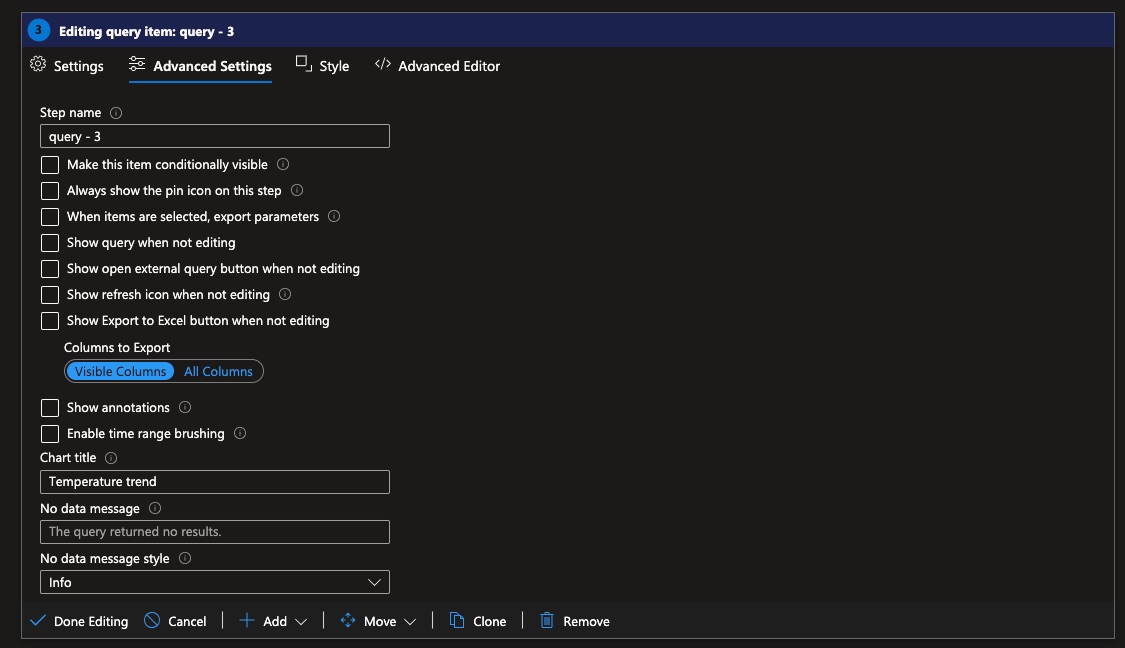 3 Editing query item: query - 3
Settings Advanced Settings Style Advanced Editor
Step name
query - 3
Make this item conditionally visible
Always show the pin icon on this step
When items are selected, export parameters
Show query when not editing
Show open external query button when not editing
Show refresh icon when not editing
Show Export to Excel button when not editing
Columns to Export
Visible Columns All Columns
Show annotations
Enable time range brushing
Chart title
Temperature trend
No data message
The query returned no results.
No data message style
Info
Done Editing Cancel | Add | Move | Clone | Remove